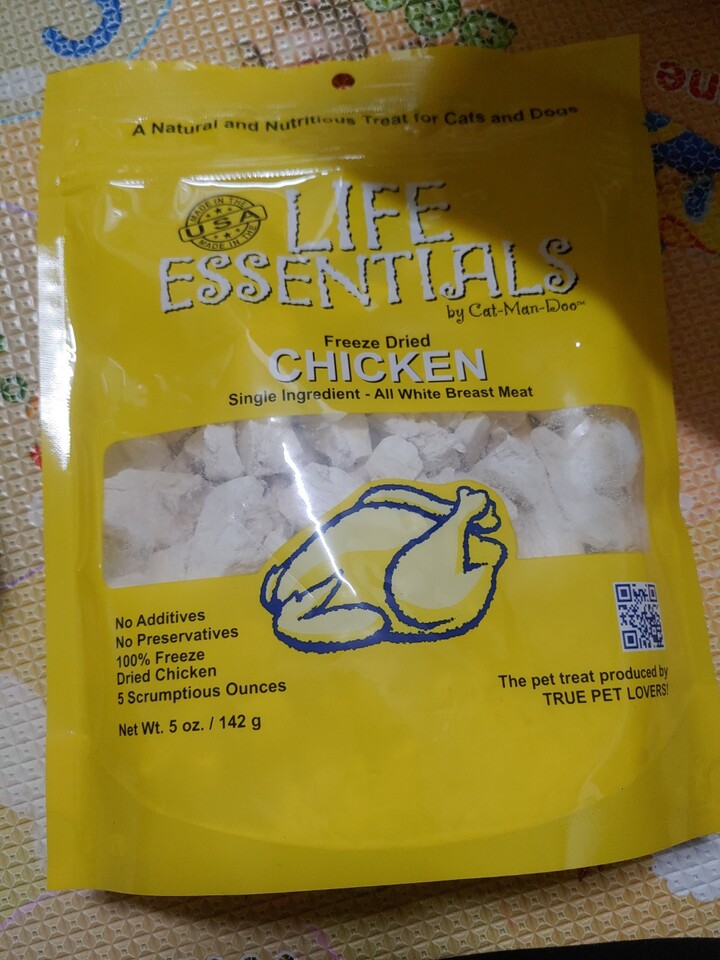 A Natural and Nutritious Treat for Cats and Dogs
MADE IN THE
USA
MADE IN THE
LIFE
ESSENTIALS
by Cat-Man-Doo™
Freeze Dried
CHICKEN
Single Ingredient - All White Breast Meat
No Additives
No Preservatives
100% Freeze
Dried Chicken
5 Scrumptious Ounces
Net Wt. 5 oz. / 142 g
The pet treat produced by
TRUE PET LOVERS!